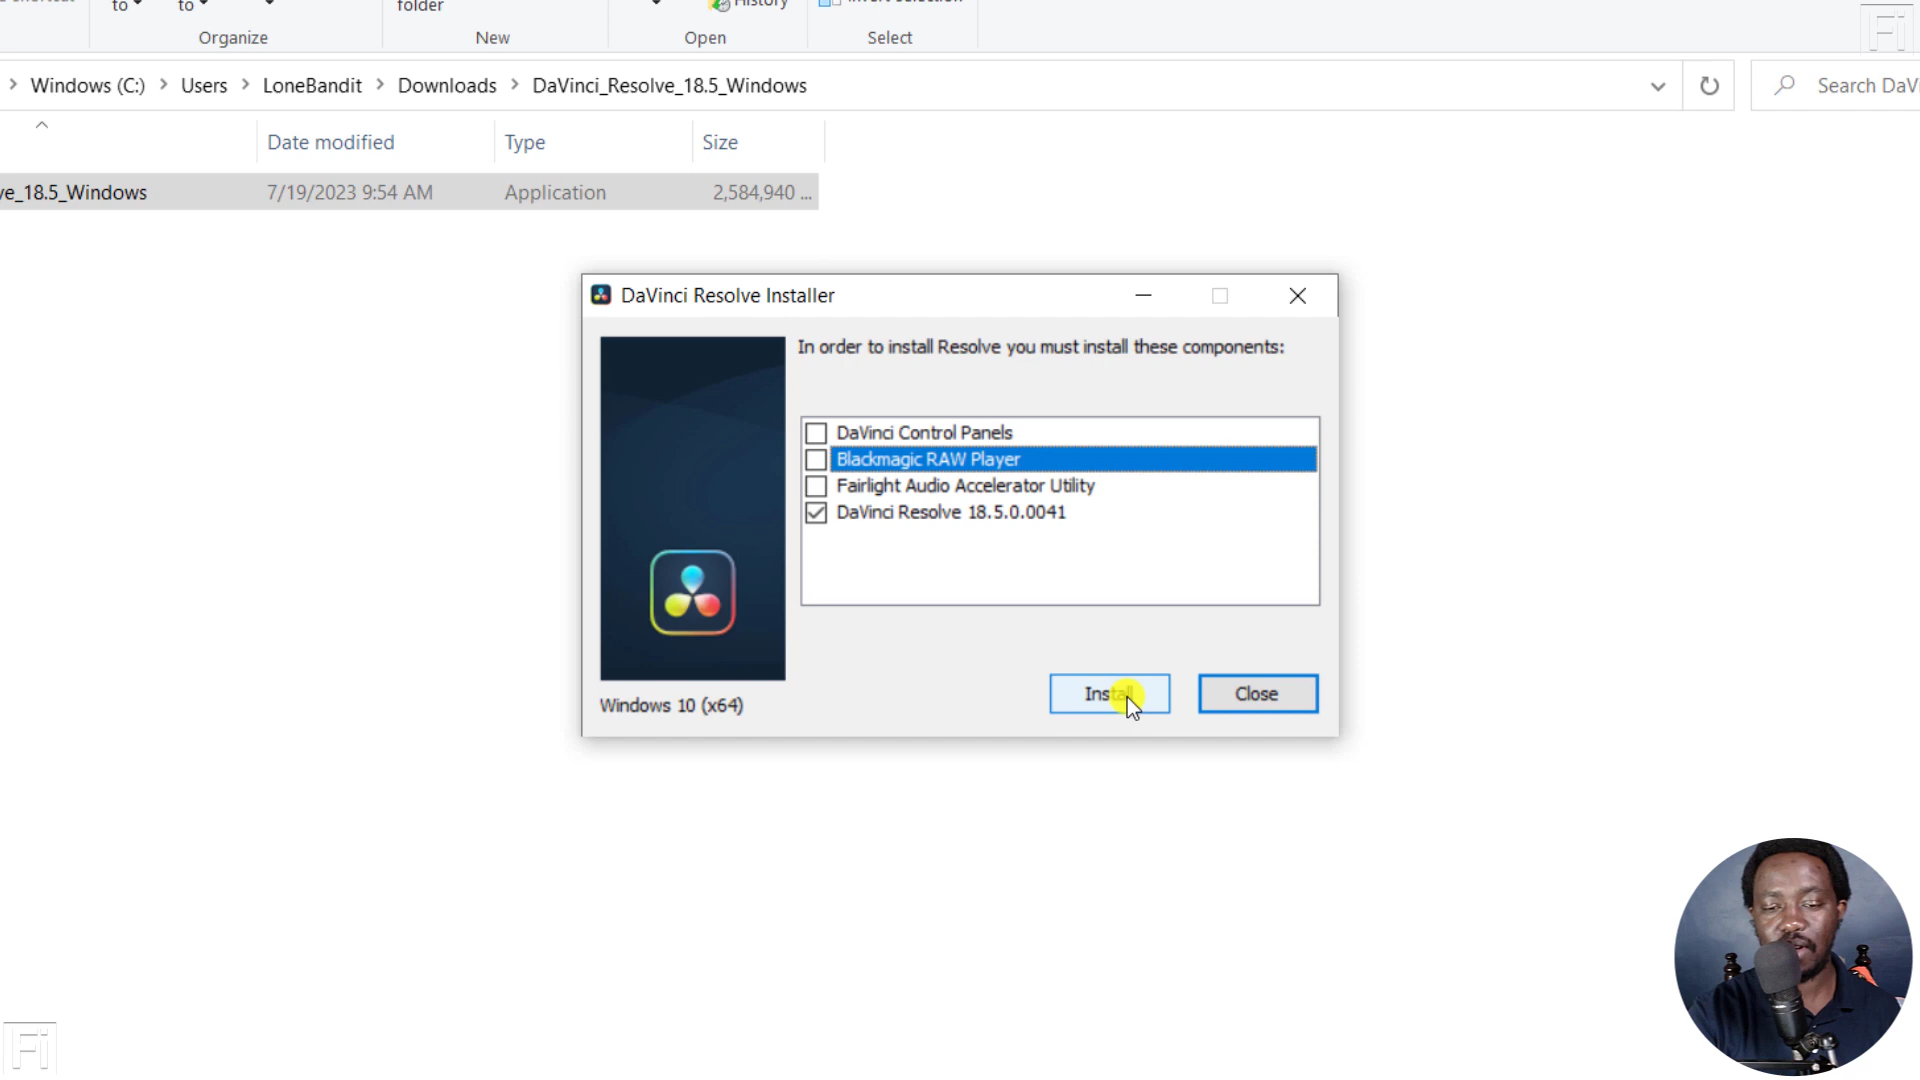 to
to
folder
History
Organize
New
Open
Select
Fi
Windows (C:)
Users
LoneBandit
Downloads
DaVinci_Resolve_18.5_Windows
Search DaVi
Date modified
Type
Size
ve_18.5_Windows
7/19/2023 9:54 AM
Application
2,584,940 ...
DaVinci Resolve Installer
In order to install Resolve you must install these components:
DaVinci Control Panels
Blackmagic RAW Player
Fairlight Audio Accelerator Utility
DaVinci Resolve 18.5.0.0041
Install
Close
Windows 10 (x64)
Fi